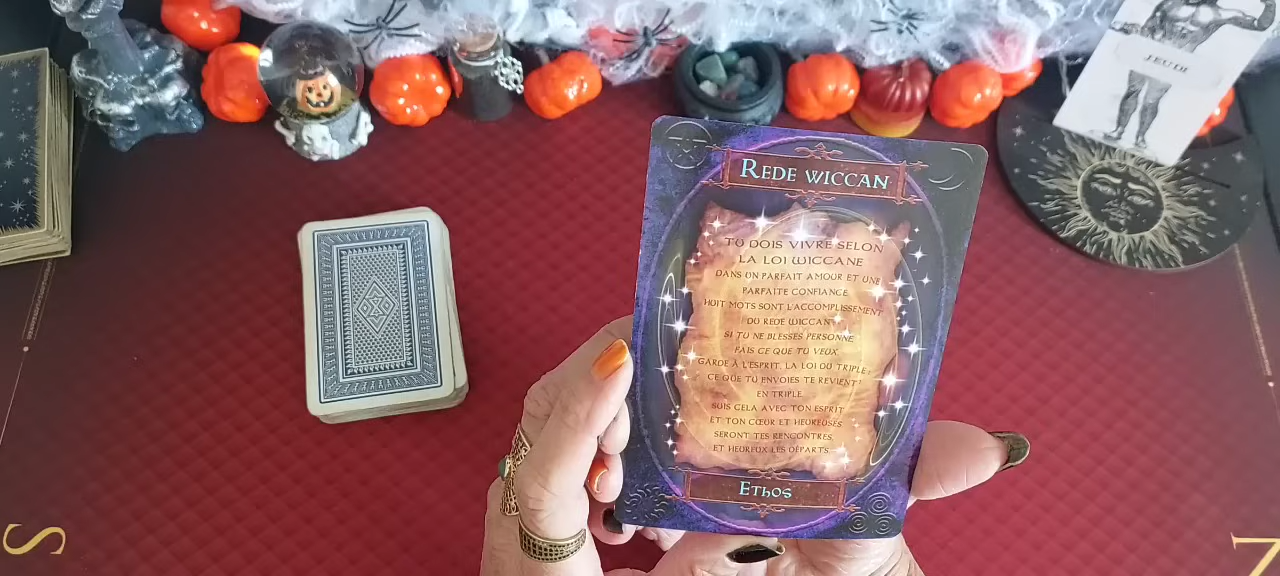 JEUDI
REDE WICCAN
TU DOIS VIVRE SELON
LA LOI WICCANE
DANS UN PARFAIT AMOUR ET UNE
PARFAITE CONFIANCE.
HUIT MOTS SONT L'ACCOMPLISSEMENT
DU REDE WICCAN
SI TU NE BLESSES PERSONNE
FAIS CE QUE TU VEUX.
GARDE À L'ESPRIT, LA LOI DU TRIPLE:
CE QUE TU ENVOIES TE REVIENT
EN TRIPLE.
SUIS CELA AVEC TON ESPRIT
ET TON CŒUR ET HEUREUSES
SERONT TES RENCONTRES,
ET HEUREUX LES DÉPARTS.
ETHOS
S
N